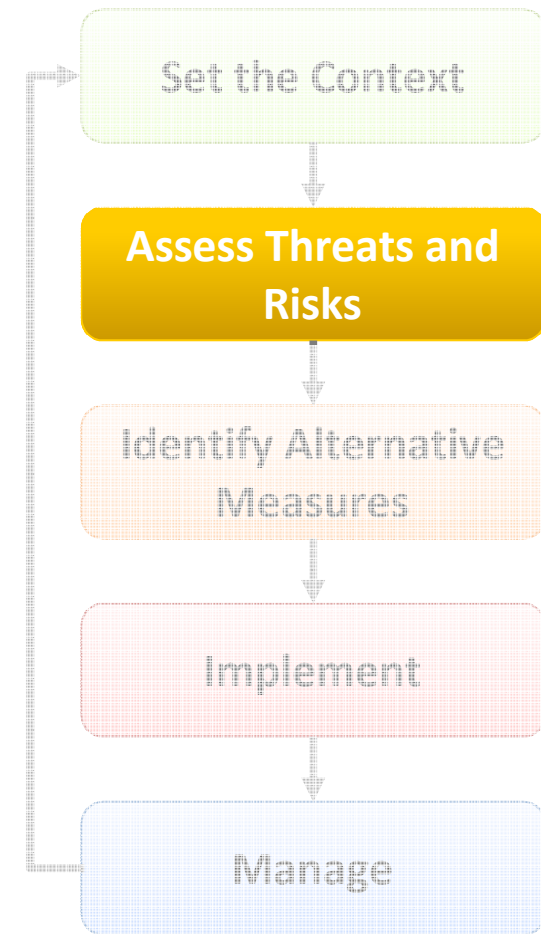 Set the Context
Assess Threats and
Risks
Identify Alternative
Measures
Implement
Manage